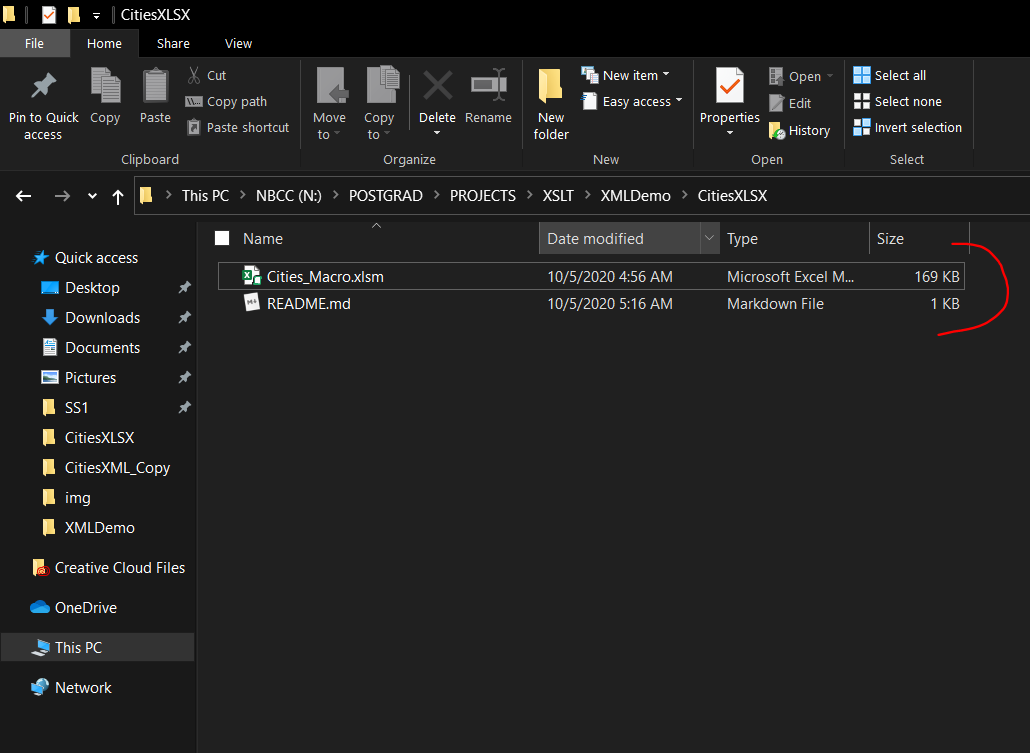 CitiesXLSX
File Home Share View
Pin to Quick access
Copy
Paste
Cut
Copy path
Paste shortcut
Clipboard
Move to
Copy to
Delete
Rename
Organize
New folder
New item
Easy access
New
Properties
Open
Edit
History
Open
Select all
Select none
Invert selection
Select
This PC > NBCC (N:) > POSTGRAD > PROJECTS > XSLT > XMLDemo > CitiesXLSX
Name Date modified Type Size
Cities_Macro.xlsm 10/5/2020 4:56 AM Microsoft Excel M... 169 KB
README.md 10/5/2020 5:16 AM Markdown File 1 KB
Quick access
Desktop
Downloads
Documents
Pictures
SS1
CitiesXLSX
CitiesXML_Copy
img
XMLDemo
Creative Cloud Files
OneDrive
This PC
Network